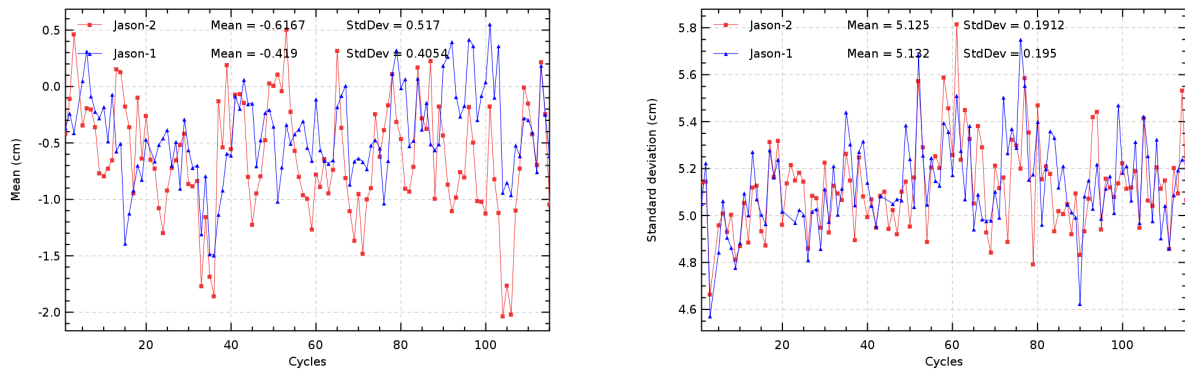 Jason-2 Mean = -0.6167 StdDev = 0.517
Jason-1 Mean = -0.419 StdDev = 0.4054
0.5
0.0
-0.5
-1.0
-1.5
-2.0
Mean (cm)
20 40 60 80 100
Cycles
Jason-2 Mean = 5.125 StdDev = 0.1912
Jason-1 Mean = 5.132 StdDev = 0.195
5.8
5.6
5.4
5.2
5.0
4.8
4.6
Standard deviation (cm)
20 40 60 80 100
Cycles